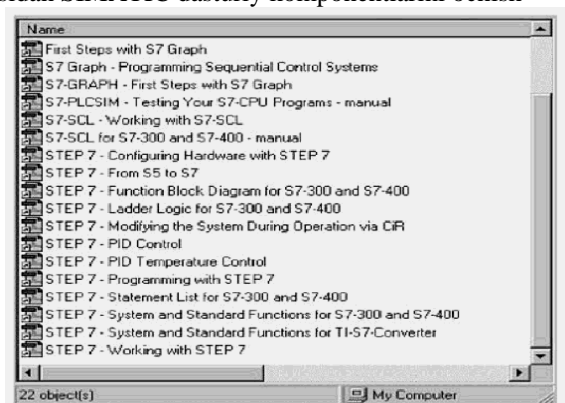 SIMATIC dasturiy komponentlarini ochish
Name
First Steps with S7 Graph
S7 Graph - Programming Sequential Control Systems
S7-GRAPH - First Steps with S7 Graph
S7-PLCSIM - Testing Your S7-CPU Programs - manual
S7-SCL - Working with S7-SCL
S7-SCL for S7-300 and S7-400 - manual
STEP 7 - Configuring Hardware with STEP 7
STEP 7 - From S5 to S7
STEP 7 - Function Block Diagram for S7-300 and S7-400
STEP 7 - Ladder Logic for S7-300 and S7-400
STEP 7 - Modifying the System During Operation via CiR
STEP 7 - PID Control
STEP 7 - PID Temperature Control
STEP 7 - Programming with STEP 7
STEP 7 - Statement List for S7-300 and S7-400
STEP 7 - System and Standard Functions for S7-300 and S7-400
STEP 7 - System and Standard Functions for TI-S7-Converter
STEP 7 - Working with STEP 7
22 object(s)
My Computer